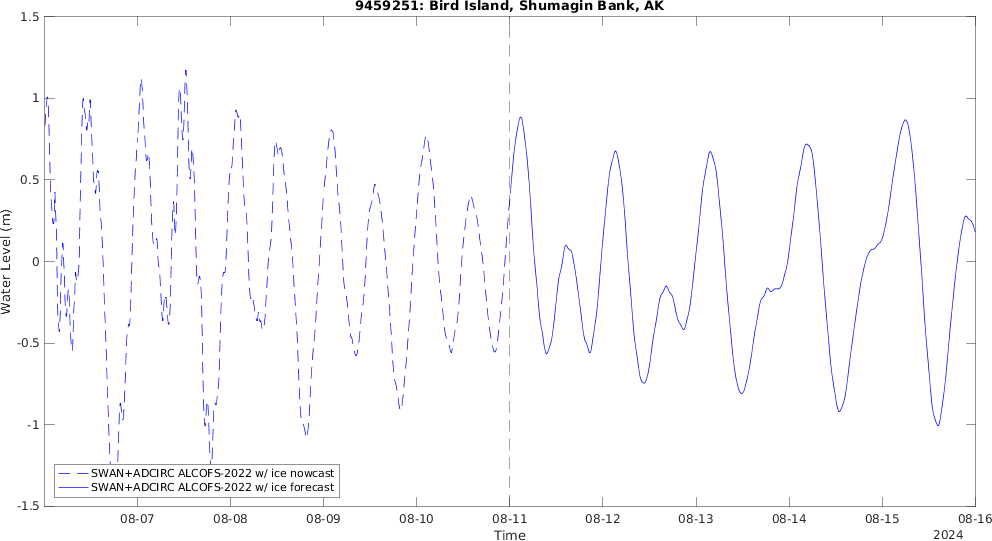 9459251: Bird Island, Shumagin Bank, AK
1.5
1
0.5
0
-0.5
-1
-1.5
Water Level (m)
SWAN+ADCIRC ALCOFS-2022 w/ ice nowcast
SWAN+ADCIRC ALCOFS-2022 w/ ice forecast
08-07 08-08 08-09 08-10 08-11 08-12 08-13 08-14 08-15 08-16
Time
2024